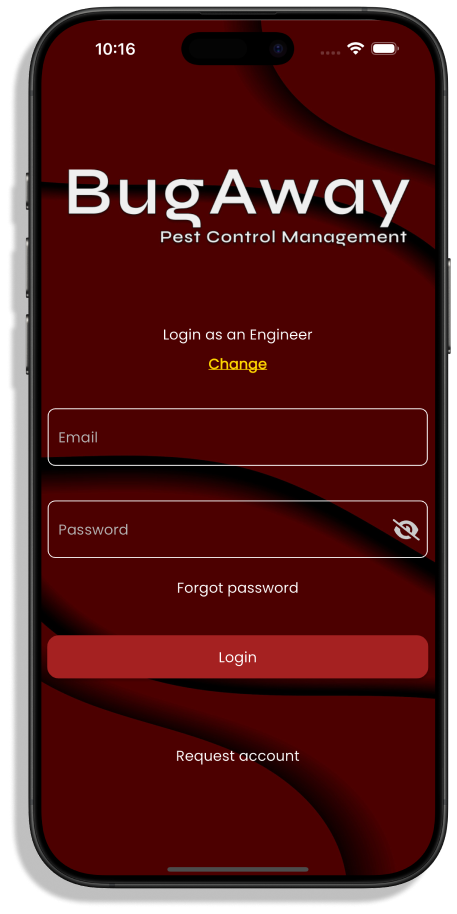 10:16
BugAway
Pest Control Management
Login as an Engineer
Change
Email
Password
Forgot password
Login
Request account